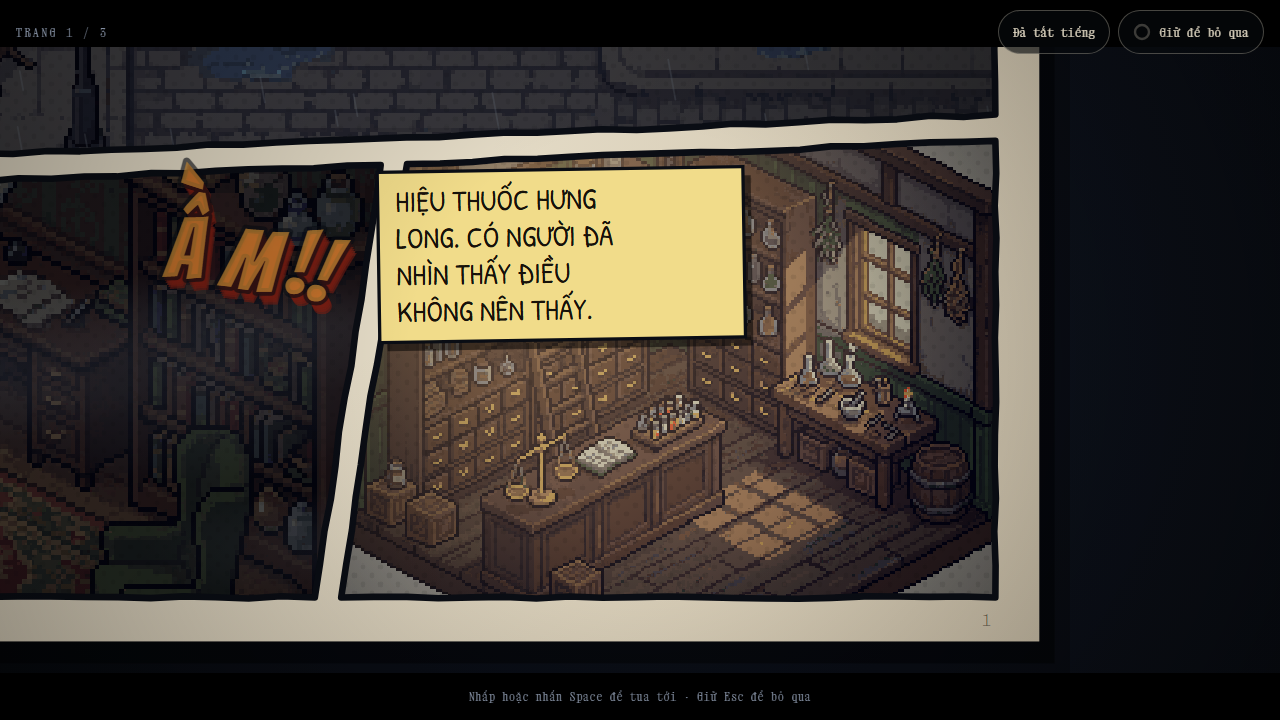 TRANG 1 / 3
Đã tắt tiếng
Giữ để bỏ qua
ẦM!!
HIỆU THUỐC HƯNG
LONG. CÓ NGƯỜI ĐÃ
NHÌN THẤY ĐIỀU
KHÔNG NÊN THẤY.
1
Nhấp hoặc nhấn Space để tua tới · Giữ Esc để bỏ qua